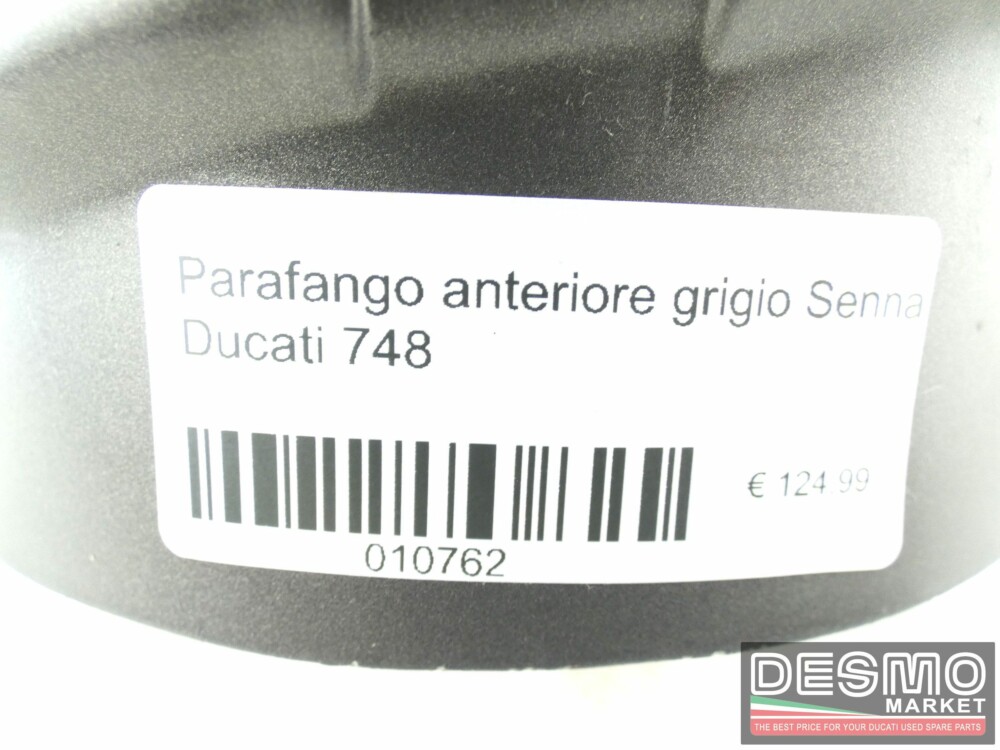 Parafango anteriore grigio Senna
Ducati 748
€ 124.99
010762
DESMO
MARKET
THE BEST PRICE FOR YOUR DUCATI USED SPARE PARTS